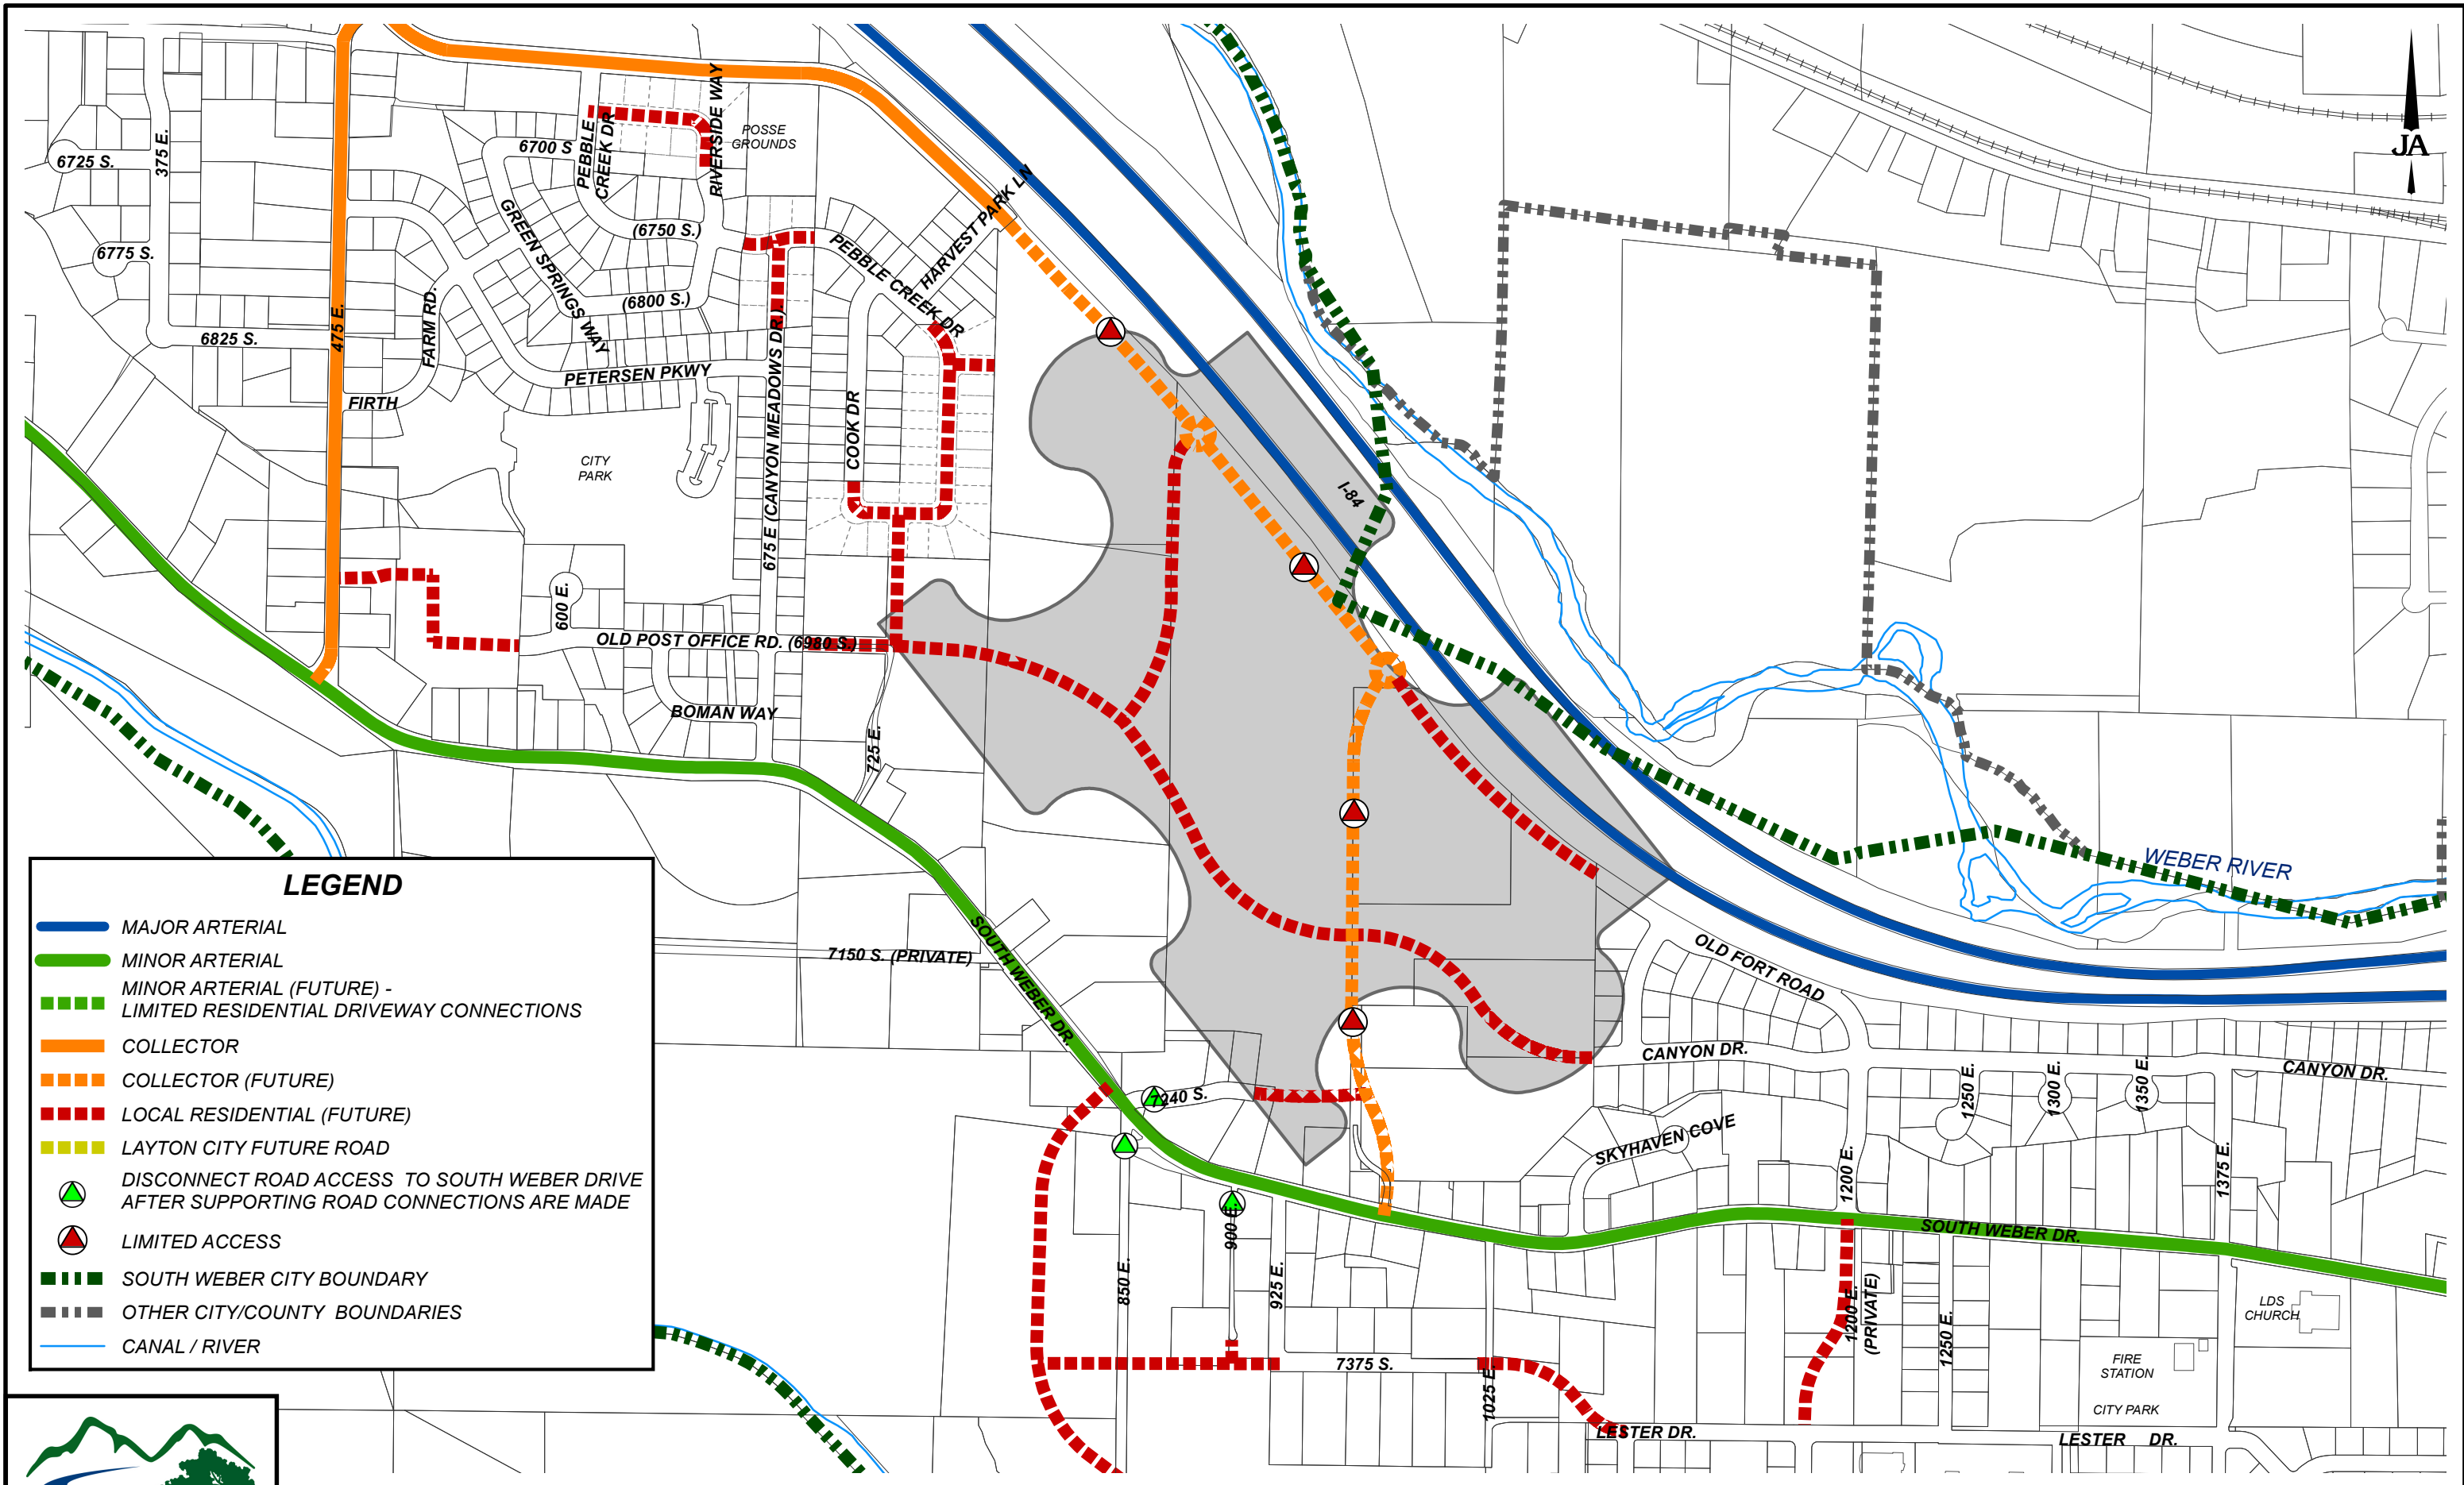 JA
RIVERSIDE WAY
POSSE
GROUNDS
PEBBLE
CREEK DR
6700 S
375 E.
6725 S.
HARVEST PARK LN
GREEN SPRINGS WAY
(6750 S.)
PEBBLE CREEK DR
6775 S.
(6800 S.)
475 E.
FARM RD.
6825 S.
PETERSEN PKWY
FIRTH
675 E (CANYON MEADOWS DR.)
COOK DR
CITY
PARK
I-84
600 E.
OLD POST OFFICE RD. (6980 S.)
BOMAN WAY
725 E.
WEBER RIVER
SOUTH WEBER DR.
7150 S. (PRIVATE)
OLD FORT ROAD
CANYON DR.
CANYON DR.
1250 E.
1300 E.
1350 E.
7240 S.
SKYHAVEN COVE
1200 E.
1375 E.
SOUTH WEBER DR.
900 E.
850 E.
925 E.
1200 E.
(PRIVATE)
1250 E.
LDS
CHURCH
7375 S.
1025 E.
FIRE
STATION
CITY PARK
LESTER DR.
LESTER DR.
LEGEND
MAJOR ARTERIAL
MINOR ARTERIAL
MINOR ARTERIAL (FUTURE) -
LIMITED RESIDENTIAL DRIVEWAY CONNECTIONS
COLLECTOR
COLLECTOR (FUTURE)
LOCAL RESIDENTIAL (FUTURE)
LAYTON CITY FUTURE ROAD
DISCONNECT ROAD ACCESS TO SOUTH WEBER DRIVE
AFTER SUPPORTING ROAD CONNECTIONS ARE MADE
LIMITED ACCESS
SOUTH WEBER CITY BOUNDARY
OTHER CITY/COUNTY BOUNDARIES
CANAL / RIVER